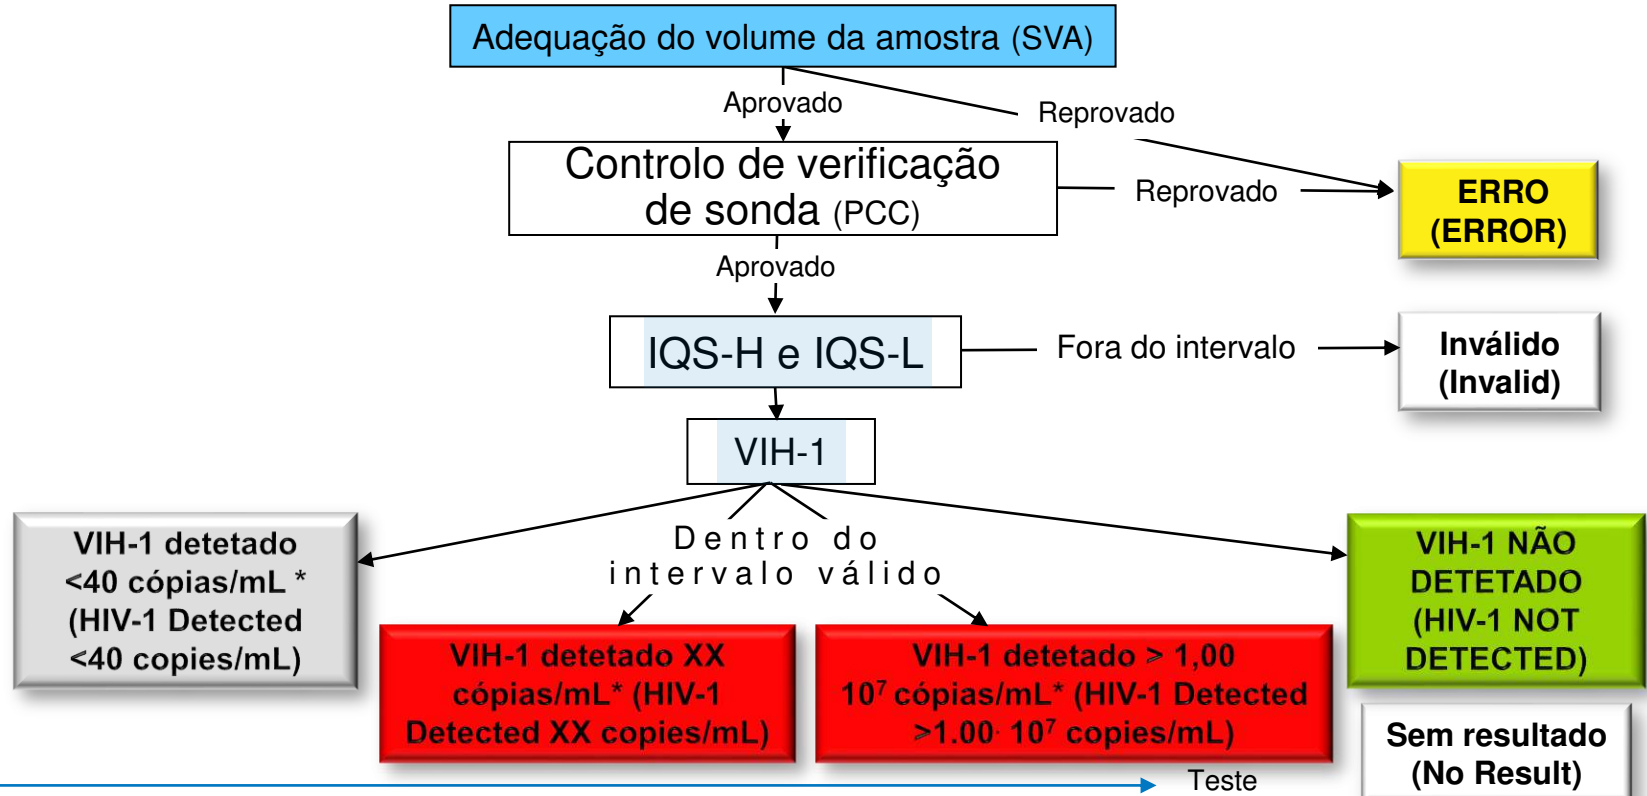 Adequação do volume da amostra (SVA)
Aprovado
Reprovado
Controlo de verificação
de sonda (PCC)
Reprovado
ERRO
(ERROR)
Aprovado
IQS-H e IQS-L
Fora do intervalo
Inválido
(Invalid)
VIH-1
VIH-1 detetado
<40 cópias/mL *
(HIV-1 Detected
<40 copies/mL)
Dentro do
intervalo válido
VIH-1 detetado XX
cópias/mL* (HIV-1
Detected XX copies/mL)
VIH-1 detetado > 1,00
10⁷ cópias/mL* (HIV-1 Detected
>1.00 10⁷ copies/mL)
VIH-1 NÃO
DETETADO
(HIV-1 NOT
DETECTED)
Sem resultado
(No Result)
Teste